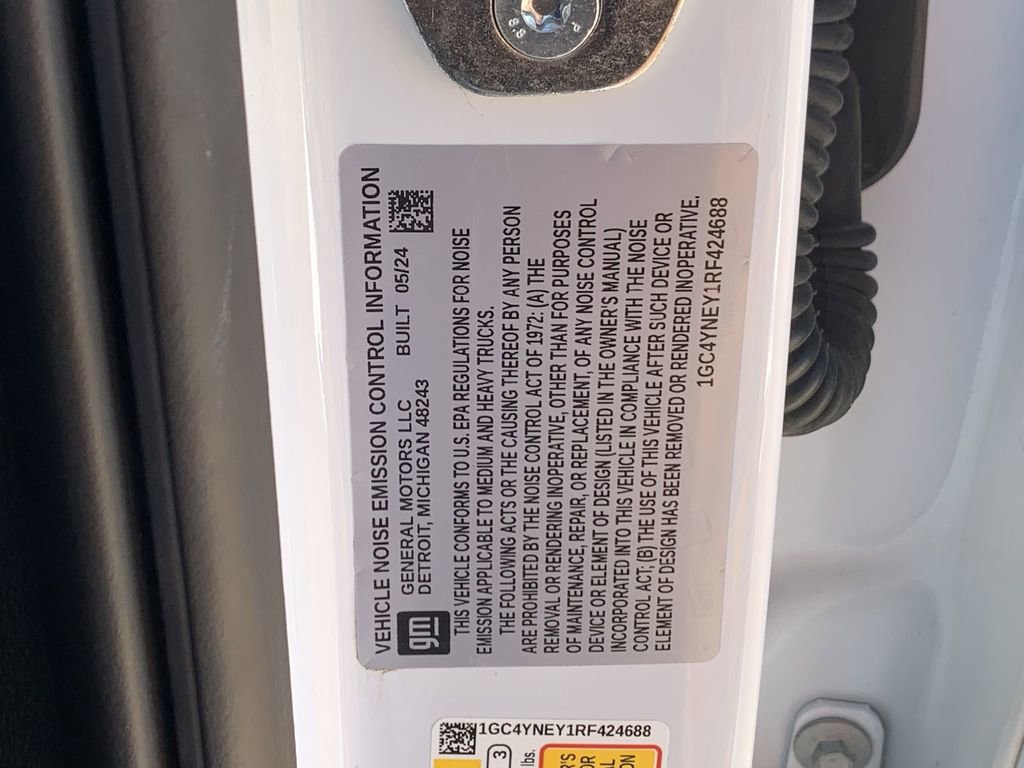 VEHICLE NOISE EMISSION CONTROL INFORMATION
gm
GENERAL MOTORS LLC BUILT 05/24
DETROIT, MICHIGAN 48243
THIS VEHICLE CONFORMS TO U.S. EPA REGULATIONS FOR NOISE
EMISSION APPLICABLE TO MEDIUM AND HEAVY TRUCKS.
THE FOLLOWING ACTS OR THE CAUSING THEREOF BY ANY PERSON
ARE PROHIBITED BY THE NOISE CONTROL ACT OF 1972: (A) THE
REMOVAL OR RENDERING INOPERATIVE, OTHER THAN FOR PURPOSES
OF MAINTENANCE, REPAIR, OR REPLACEMENT, OF ANY NOISE CONTROL
DEVICE OR ELEMENT OF DESIGN (LISTED IN THE OWNER'S MANUAL)
INCORPORATED INTO THIS VEHICLE IN COMPLIANCE WITH THE NOISE
CONTROL ACT, (B) THE USE OF THIS VEHICLE AFTER SUCH DEVICE OR
ELEMENT OF DESIGN HAS BEEN REMOVED OR RENDERED INOPERATIVE.
1GC4YNEY1RF424688
1GC4YNEY1RF424688
3
lbs.